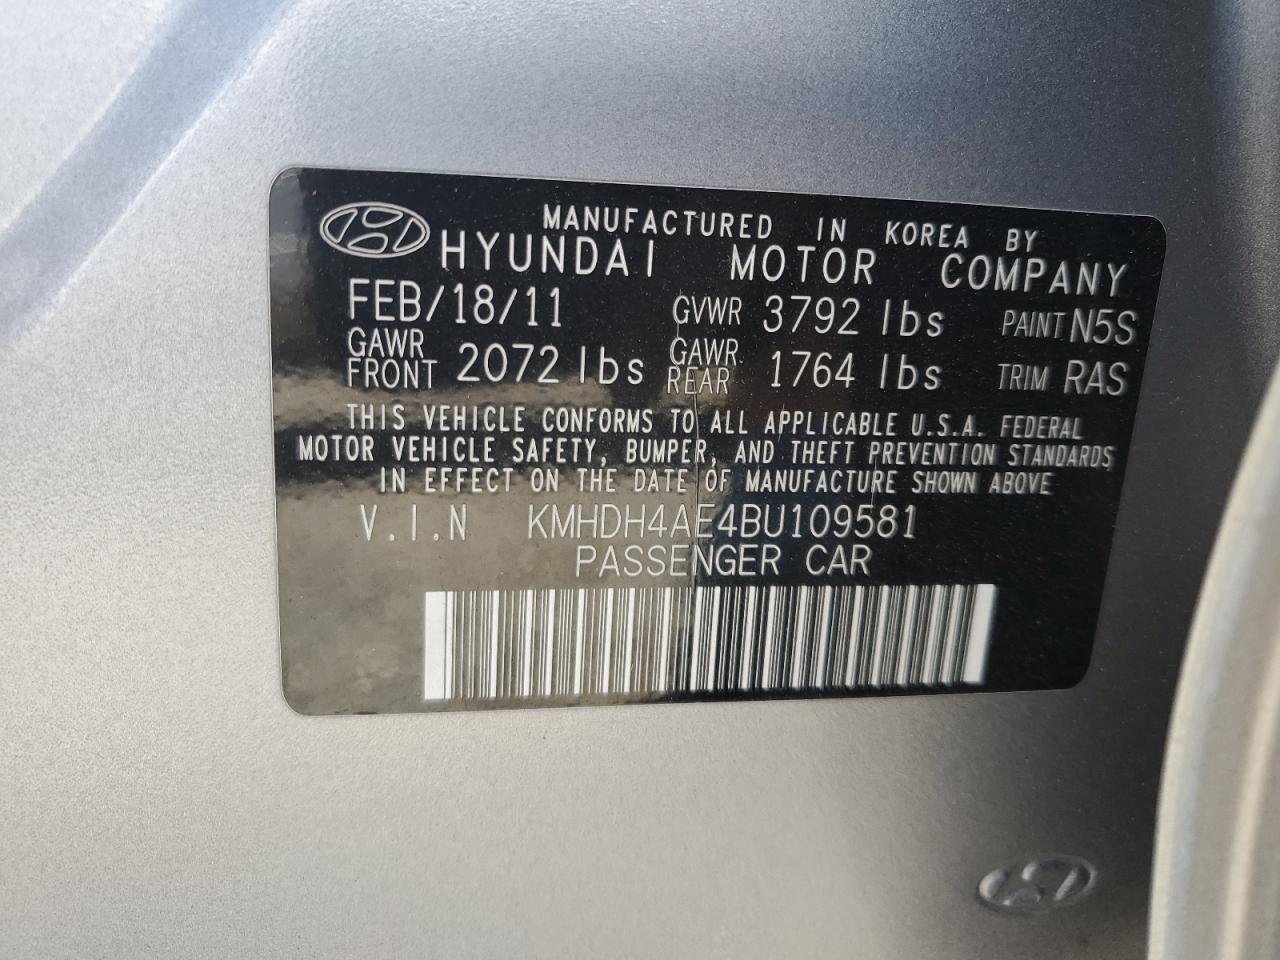 MANUFACTURED IN KOREA BY
HYUNDAI MOTOR COMPANY
FEB/18/11 GVWR 3792 lbs PAINT N5S
GAWR FRONT 2072 lbs GAWR REAR 1764 lbs TRIM RAS
THIS VEHICLE CONFORMS TO ALL APPLICABLE U.S.A. FEDERAL
MOTOR VEHICLE SAFETY, BUMPER, AND THEFT PREVENTION STANDARDS
IN EFFECT ON THE DATE OF MANUFACTURE SHOWN ABOVE
V.I.N KMHDH4AE4BU109581
PASSENGER CAR